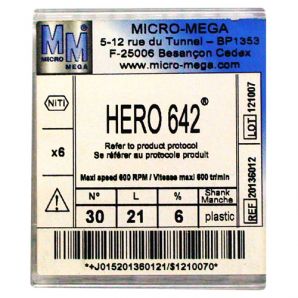 MICRO-MEGA
5-12 rue du Tunnel – BP1353
F-25006 Besançon Cedex
www.micro-mega.com
MM
MICRO MEGA
NiTi
x6
HERO 642®
Refer to product protocol
Se référer au protocole produit
Maxi speed 600 RPM / Vitesse maxi 600 tr/min
N° L % Shank Manche
30 21 6 plastic
*+J015201360121/$1210070*
LOT 121007
REF 20136012